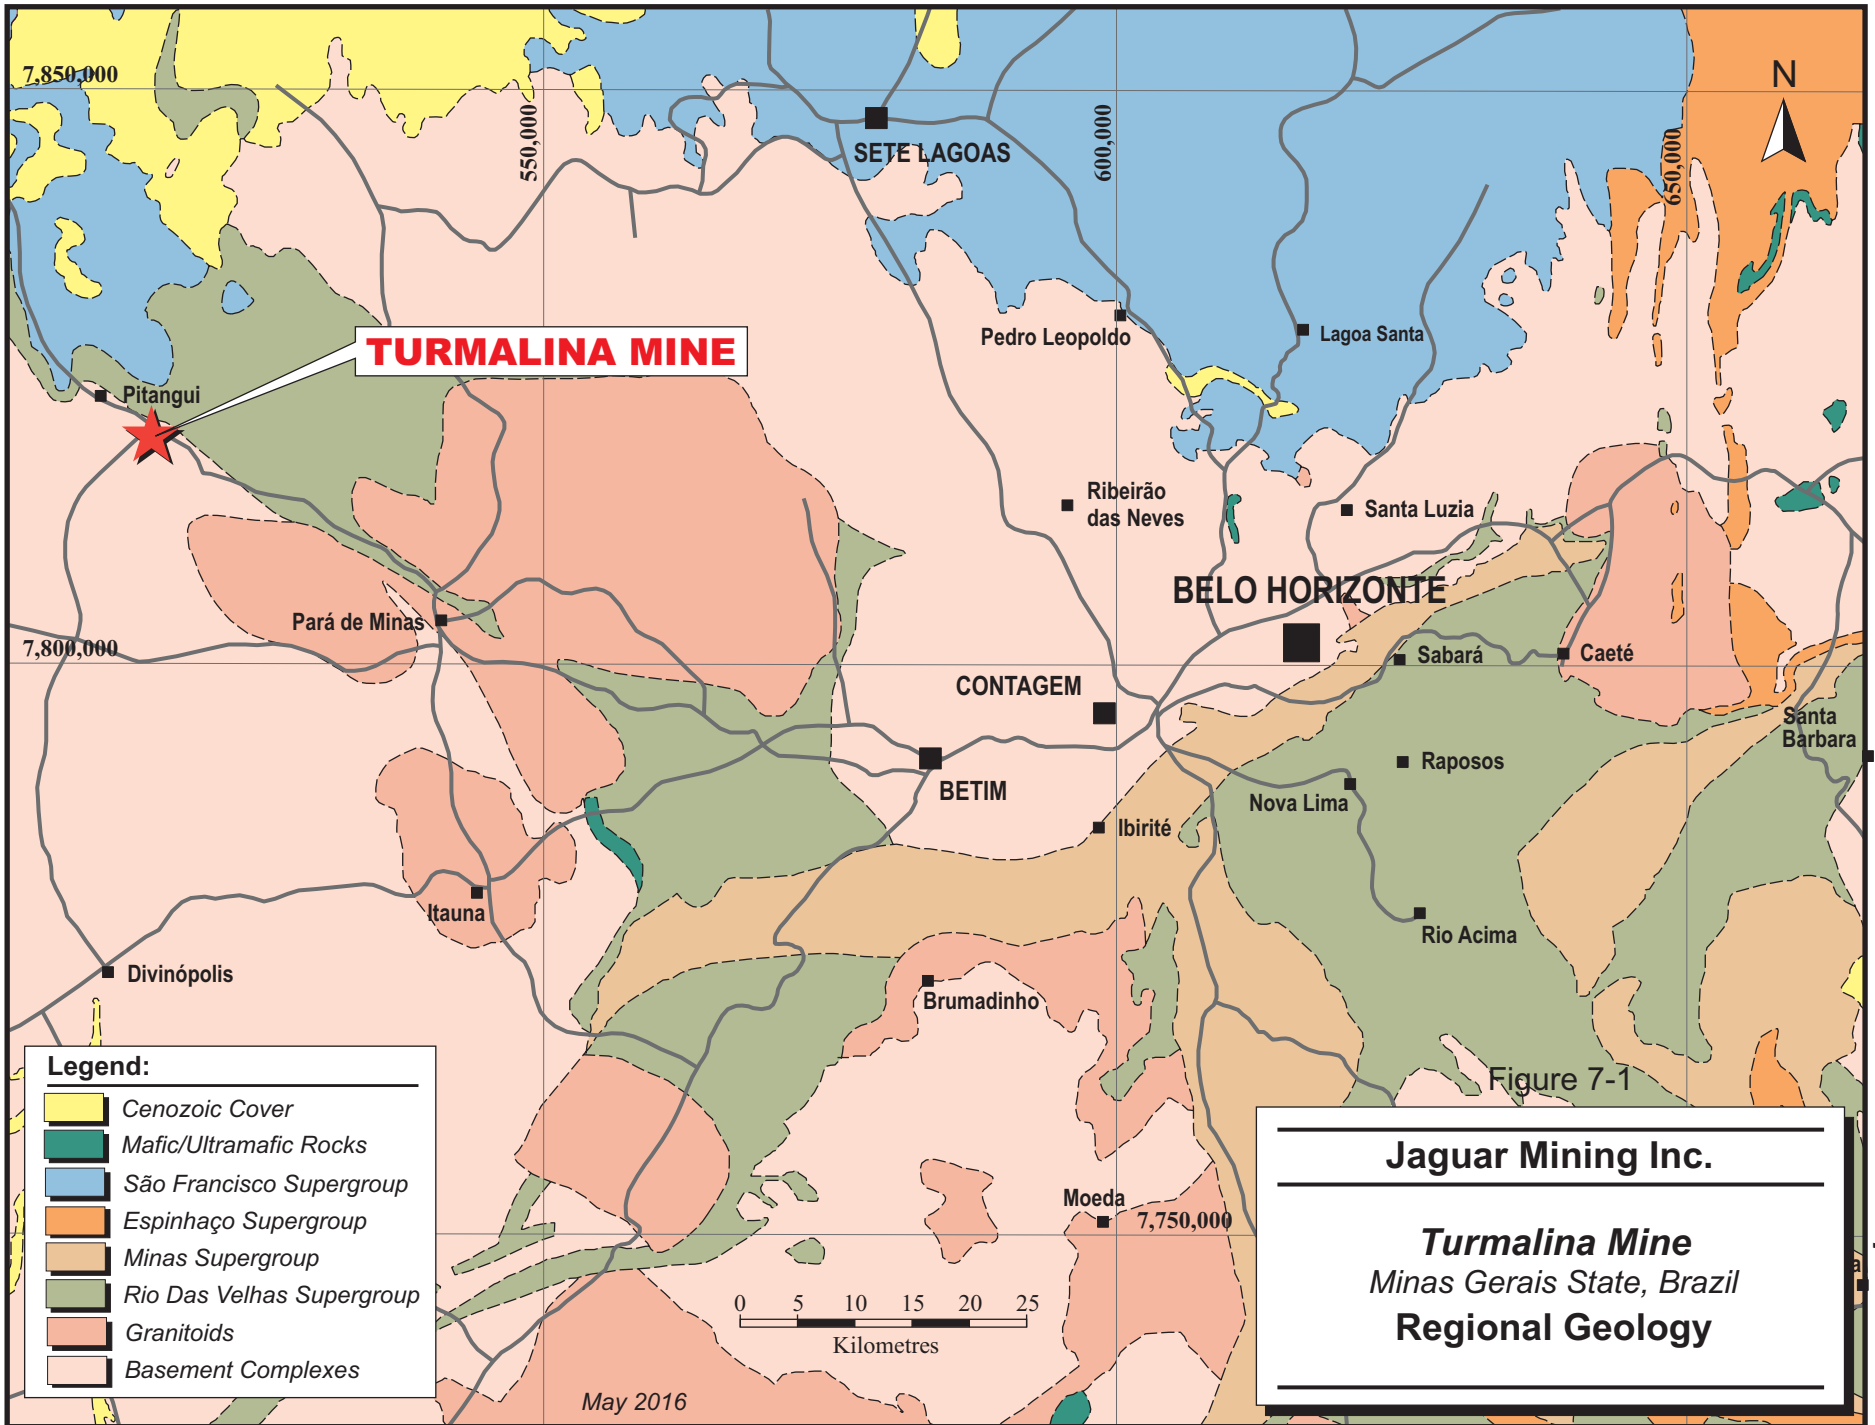 7,850,000
550,000
600,000
650,000
N
SETE LAGOAS
Pedro Leopoldo
Lagoa Santa
TURMALINA MINE
Pitangui
Ribeirão
das Neves
Santa Luzia
BELO HORIZONTE
Pará de Minas
7,800,000
Sabará
Caeté
CONTAGEM
Santa
Barbara
BETIM
Raposos
Nova Lima
Ibirité
Itauna
Rio Acima
Divinópolis
Brumadinho
Legend:
Cenozoic Cover
Mafic/Ultramafic Rocks
São Francisco Supergroup
Espinhaço Supergroup
Minas Supergroup
Rio Das Velhas Supergroup
Granitoids
Basement Complexes
Moeda
7,750,000
0 5 10 15 20 25
Kilometres
May 2016
Figure 7-1
Jaguar Mining Inc.
Turmalina Mine
Minas Gerais State, Brazil
Regional Geology